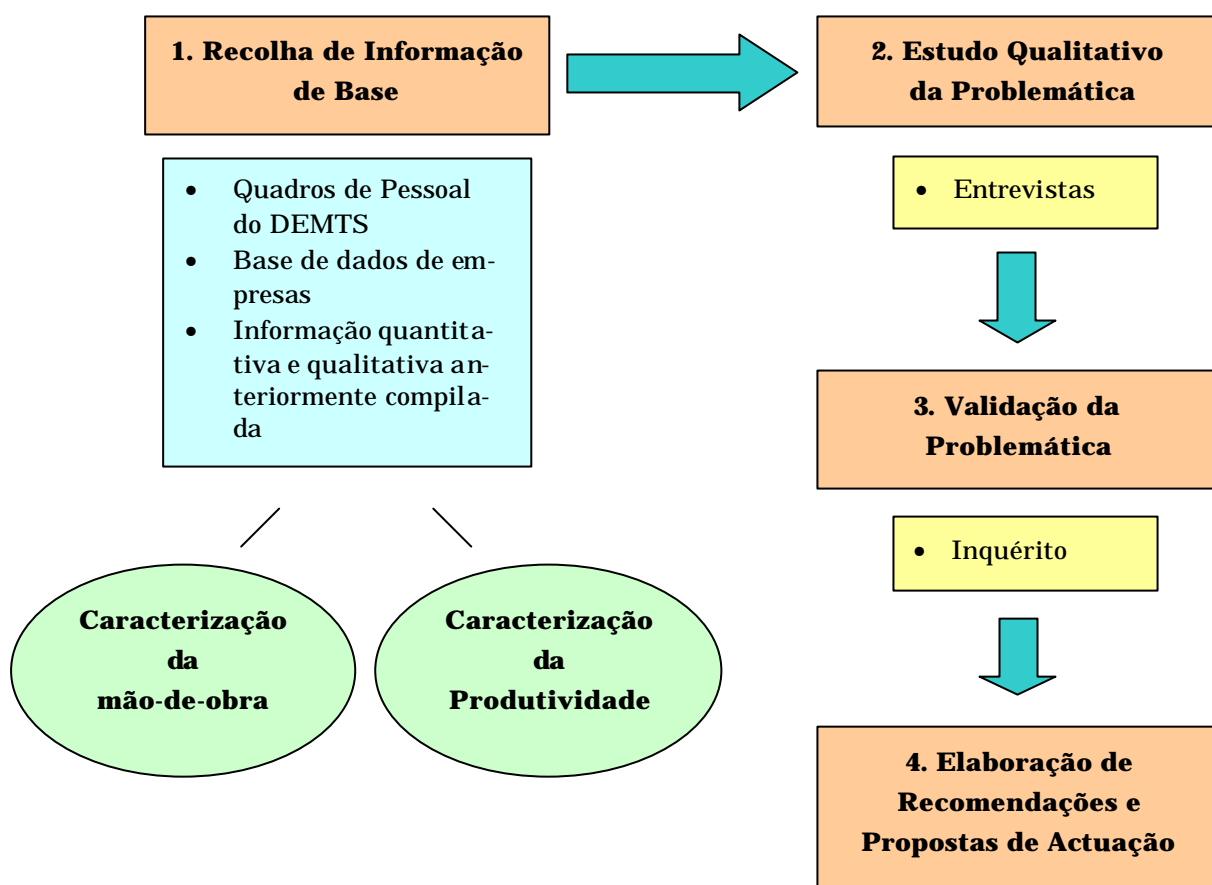 1. Recolha de Informação
de Base
• Quadros de Pessoal
do DEMTS
• Base de dados de em-
presas
• Informação quantita-
tiva e qualitativa an-
teriormente compila-
da
Caracterização
da
mão-de-obra
Caracterização
da
Produtividade
2. Estudo Qualitativo
da Problemática
• Entrevistas
3. Validação da
Problemática
• Inquérito
4. Elaboração de
Recomendações e
Propostas de Actuação